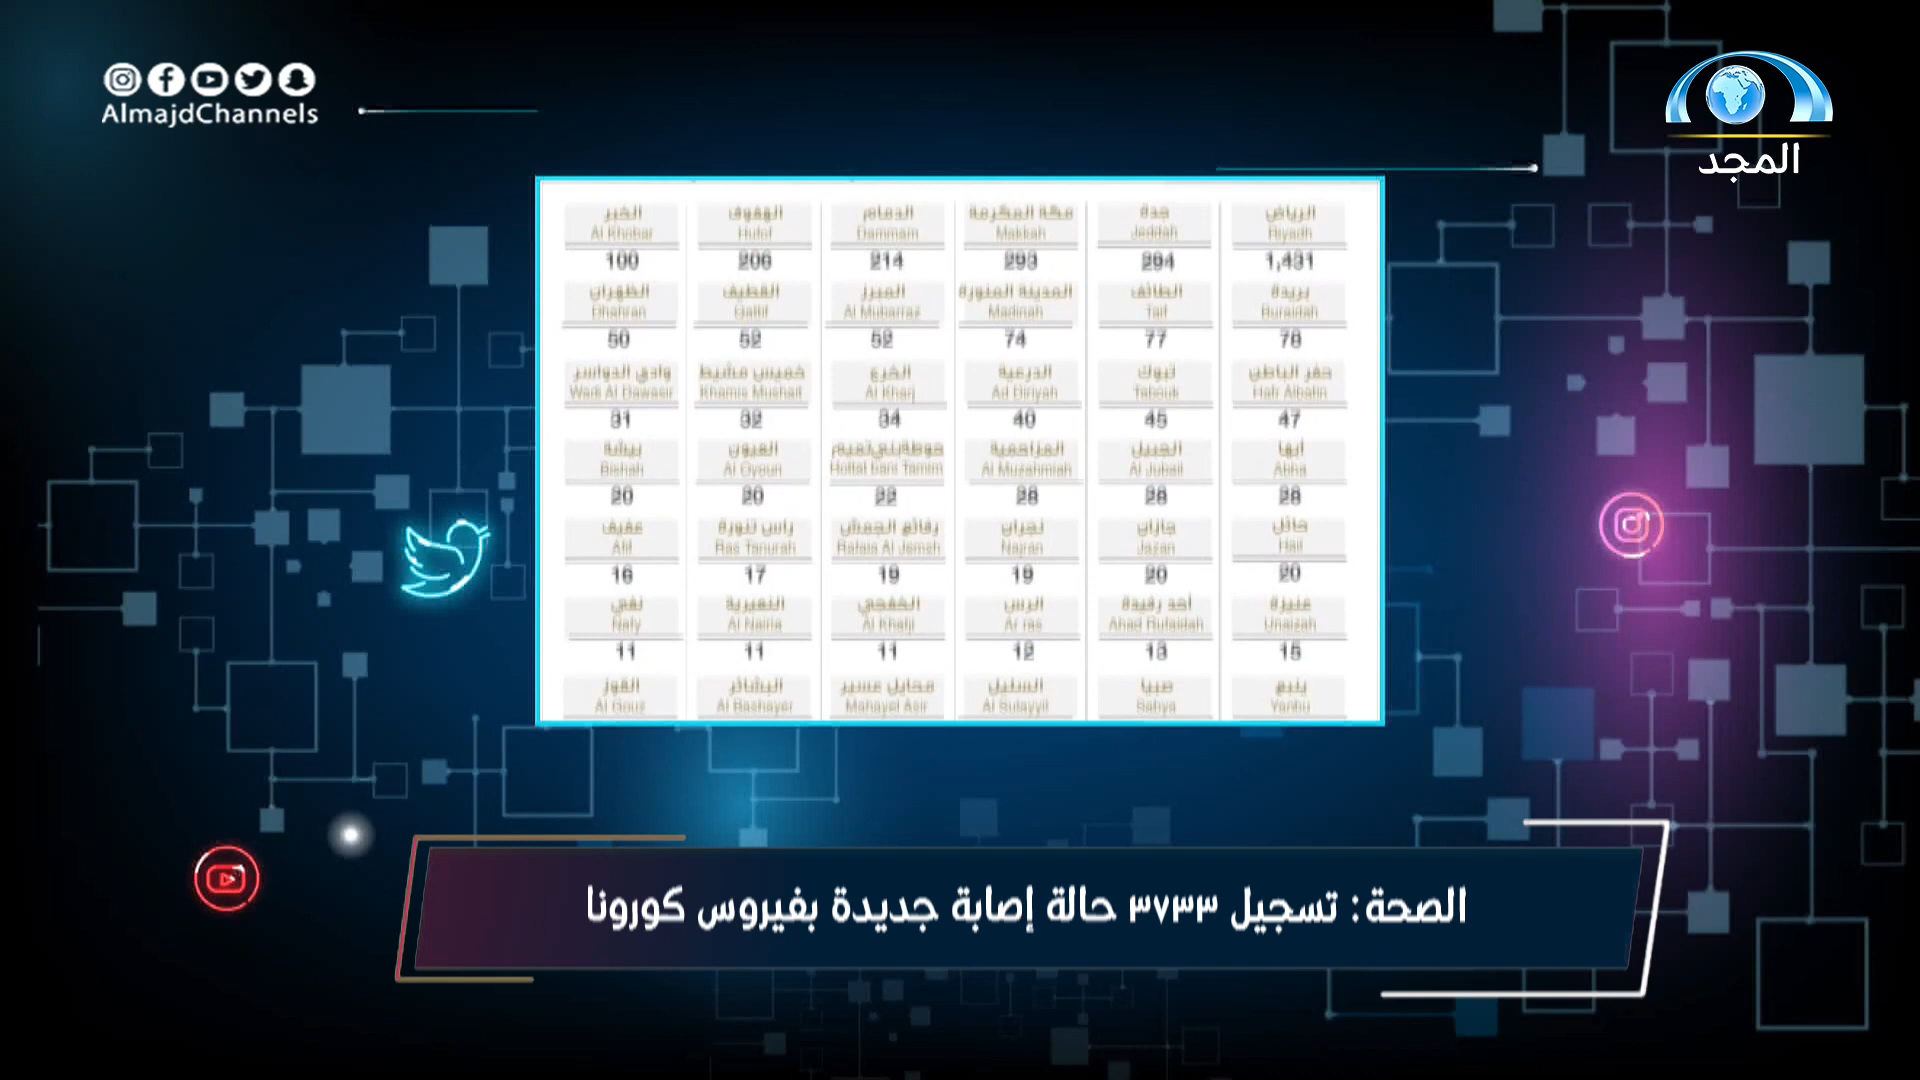 AlmajdChannels
المجد
الرياض جدة مكة المكرمة الدمام الهفوف الخبر
Riyadh Jeddah Makkah Dammam Hufof Al Khobar
1,431 294 293 214 206 100
بريدة الطائف المدينة المنورة المبرز القطيف الظهران
Buraidah Taif Madinah Al Mubarraz Qatif Dhahran
78 77 74 52 52 50
حفر الباطن تبوك الدرعية الخرج خميس مشيط وادي الدواسر
Hafr Albatin Tabouk Ad Diriyah Al Kharj Khamis Mushait Wadi Al Dawasir
47 45 40 34 32 31
أبها الجبيل المزاحمية حوطة بني تميم العيون بيشة
Abha Al Jubail Al Muzahmiah Hottat bani Tamim Al Oyoun Bishah
28 28 28 22 20 20
حائل جازان نجران رفائع الجمش راس تنورة عفيف
Hail Jazan Najran Rafaia Al Jemsh Ras Tanurah Afif
20 20 19 19 17 16
عنيزة أحد رفيدة الرس الخفجي النعيرية نفي
Unaizah Ahad Rufaidah Ar ras Al Khafji Al Nairia Nafy
15 13 12 11 11 11
ينبع صبيا السليل محايل عسير البشائر القوز
Yanbu Sabya Al Sulayyil Mahayel Asir Al Bashayer Al Qouz
الصحة: تسجيل ٣٧٣٣ حالة إصابة جديدة بفيروس كورونا